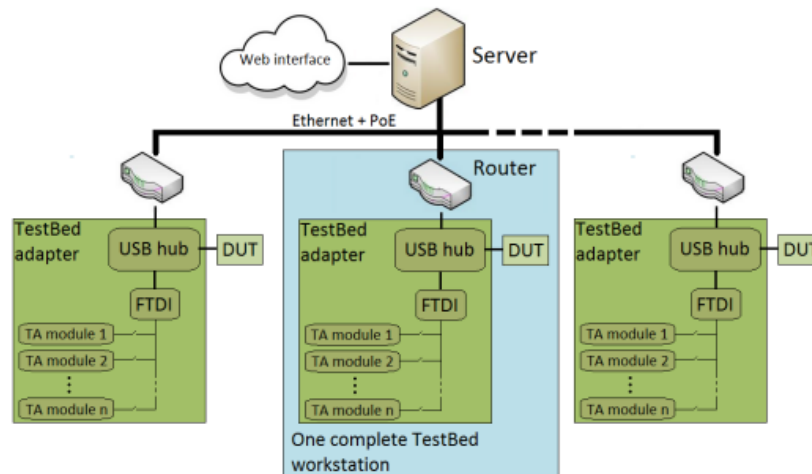 Web interface
Server
Ethernet + PoE
Router
TestBed
adapter
USB hub
DUT
FTDI
TA module 1
TA module 2
TA module n
TestBed
adapter
USB hub
DUT
FTDI
TA module 1
TA module 2
TA module n
One complete TestBed
workstation
TestBed
adapter
USB hub
DUT
FTDI
TA module 1
TA module 2
TA module n